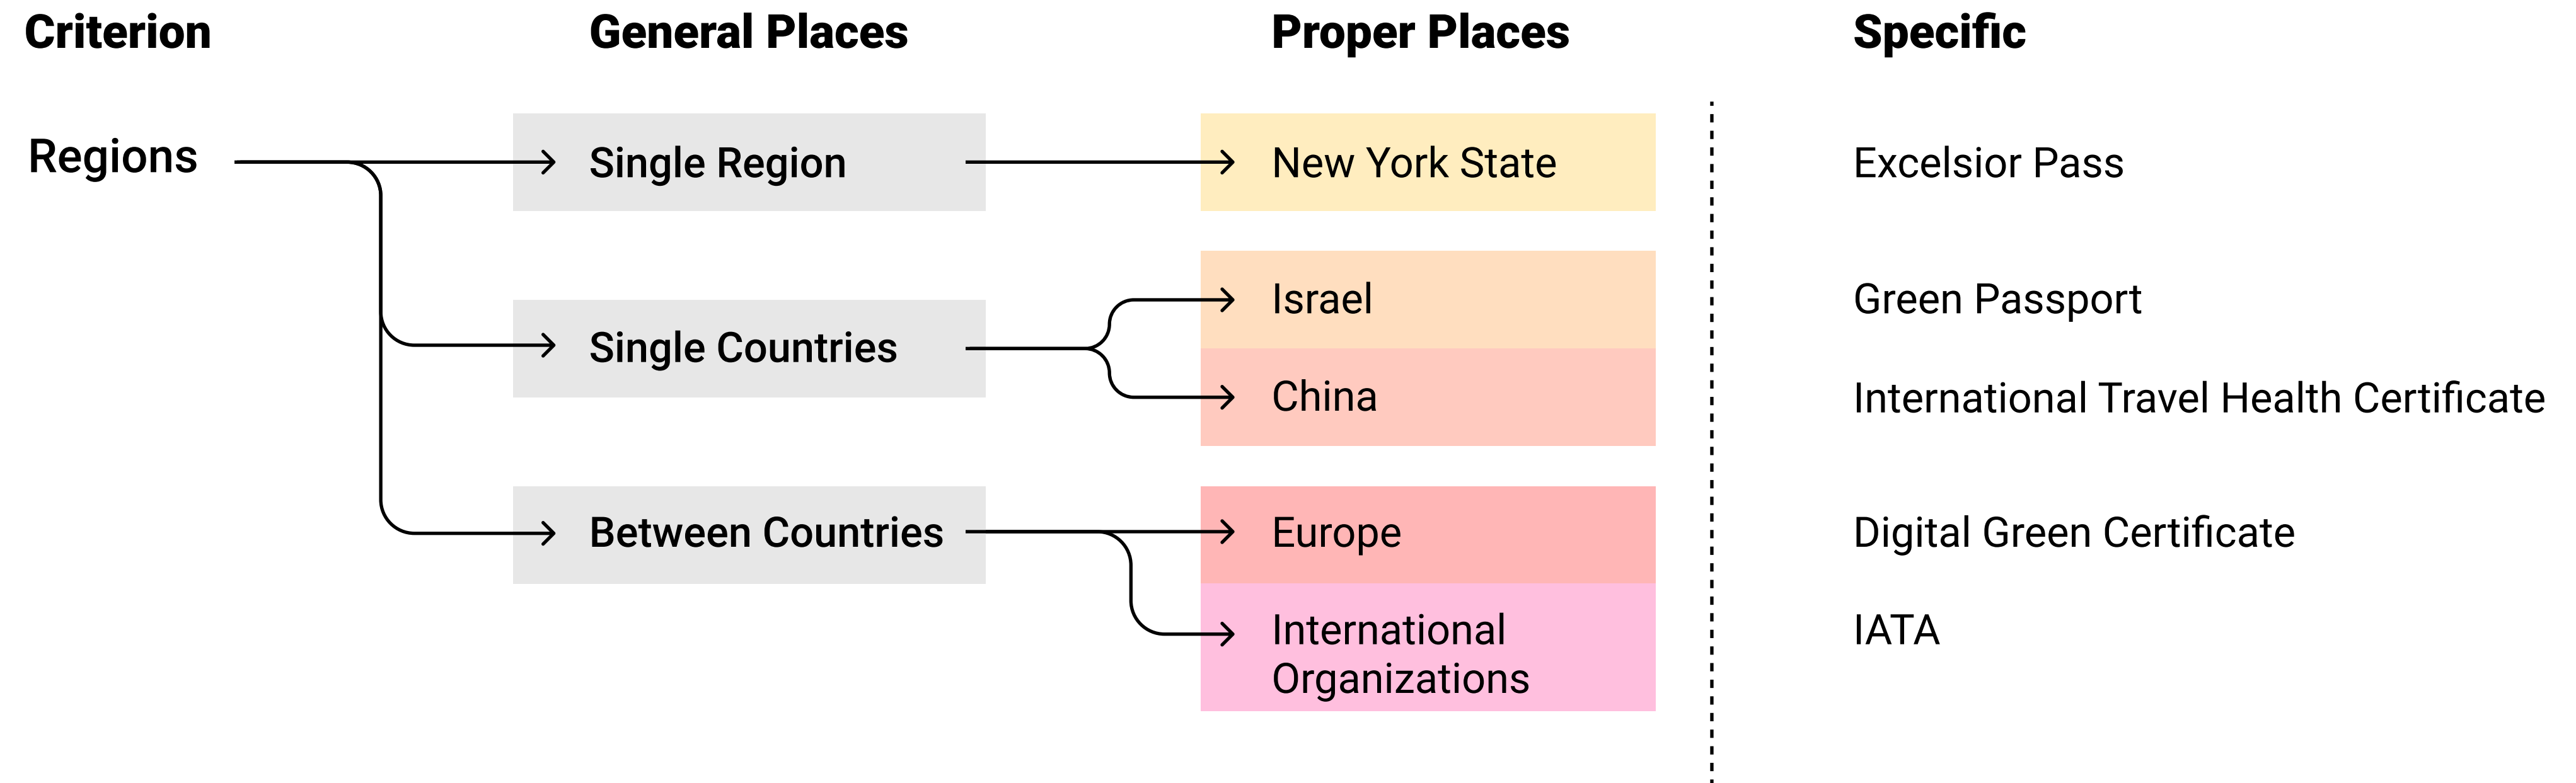 Criterion
General Places
Proper Places
Specific
Regions
Single Region
New York State
Excelsior Pass
Single Countries
Israel
Green Passport
China
International Travel Health Certificate
Between Countries
Europe
Digital Green Certificate
International
Organizations
IATA